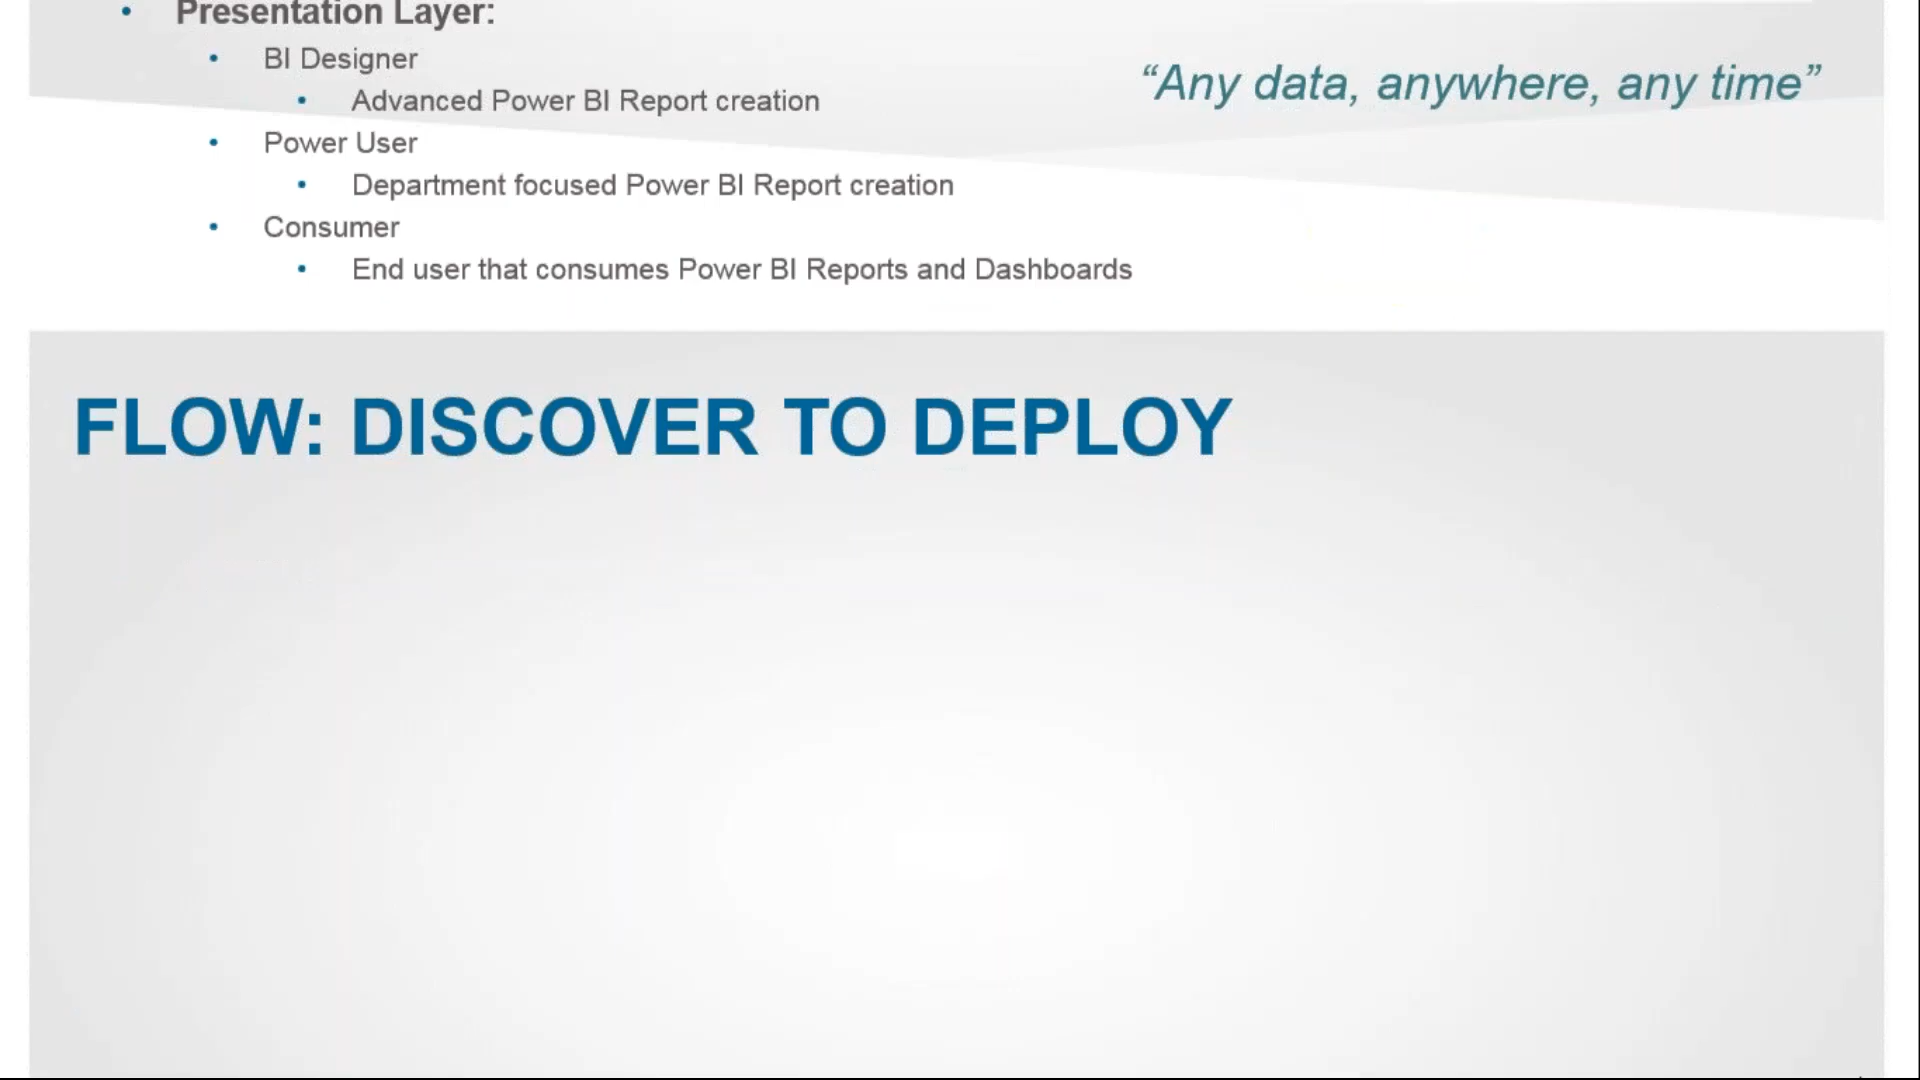 • Presentation Layer:
• BI Designer
“Any data, anywhere, any time”
• Advanced Power BI Report creation
• Power User
• Department focused Power BI Report creation
• Consumer
• End user that consumes Power BI Reports and Dashboards
FLOW: DISCOVER TO DEPLOY